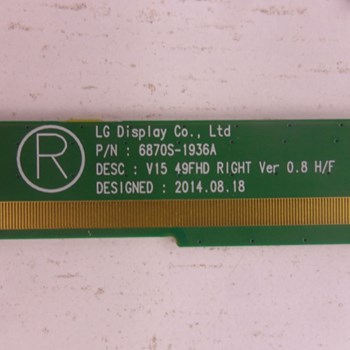 R
LG Display Co., Ltd
P/N : 6870S-1936A
DESC : V15 49FHD RIGHT Ver 0.8 H/F
DESIGNED : 2014.08.18